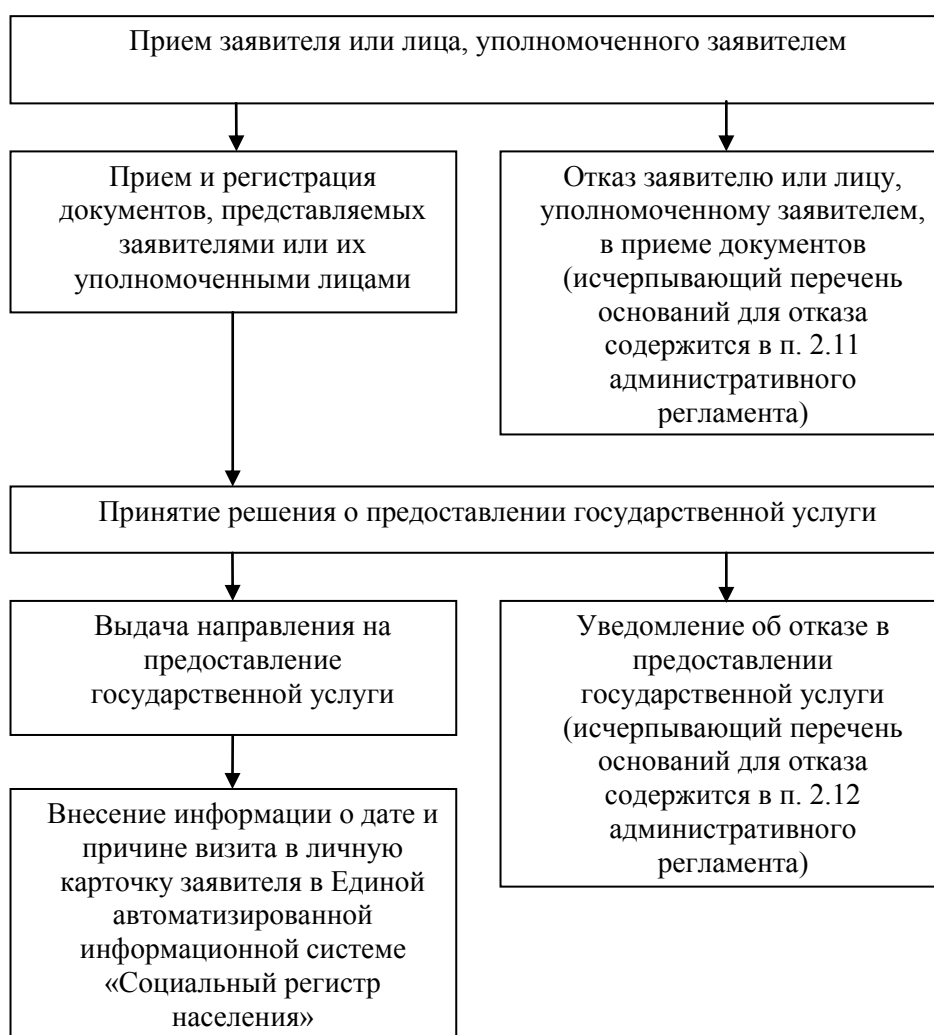 Прием заявителя или лица, уполномоченного заявителем
Прием и регистрация
документов, представляемых
заявителями или их
уполномоченными лицами
Отказ заявителю или лицу,
уполномоченному заявителем,
в приеме документов
(исчерпывающий перечень
оснований для отказа
содержится в п. 2.11
административного
регламента)
Принятие решения о предоставлении государственной услуги
Выдача направления на
предоставление
государственной услуги
Уведомление об отказе в
предоставлении
государственной услуги
(исчерпывающий перечень
оснований для отказа
содержится в п. 2.12
административного
регламента)
Внесение информации о дате и
причине визита в личную
карточку заявителя в Единой
автоматизированной
информационной системе
«Социальный регистр
населения»